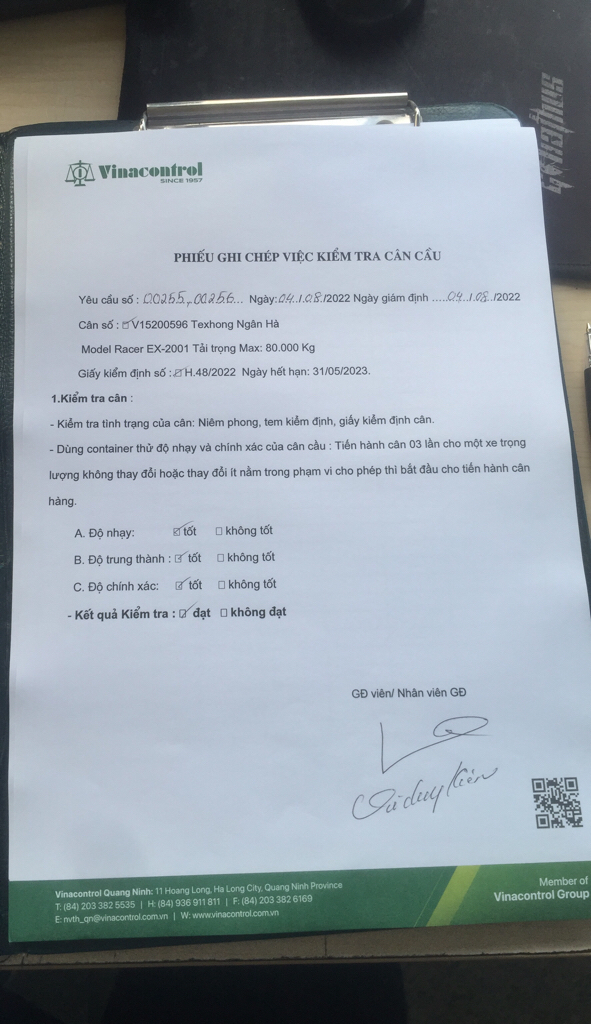 Vinacontrol
SINCE 1957
PHIẾU GHI CHÉP VIỆC KIỂM TRA CÂN CẦU
Yêu cầu số : 00255, 00256... Ngày: 04./.08./2022 Ngày giám định .....04../.08./2022
Cân số : ☑ V15200596 Texhong Ngân Hà
Model Racer EX-2001 Tải trọng Max: 80.000 Kg
Giấy kiểm định số : ☑ H.48/2022 Ngày hết hạn: 31/05/2023.
1.Kiểm tra cân :
- Kiểm tra tình trạng của cân: Niêm phong, tem kiểm định, giấy kiểm định cân.
- Dùng container thử độ nhạy và chính xác của cân cầu : Tiến hành cân 03 lần cho một xe trọng
lượng không thay đổi hoặc thay đổi ít nằm trong phạm vi cho phép thì bắt đầu cho tiến hành cân
hàng.
A. Độ nhạy: ☑ tốt ☐ không tốt
B. Độ trung thành : ☑ tốt ☐ không tốt
C. Độ chính xác: ☑ tốt ☐ không tốt
- Kết quả Kiểm tra : ☑ đạt ☐ không đạt
GĐ viên/ Nhân viên GĐ
duy Kiên
Vinacontrol Quang Ninh: 11 Hoang Long, Ha Long City, Quang Ninh Province
T: (84) 203 382 5535 | H: (84) 936 911 811 | F: (84) 203 382 6169
E: nvth_qn@vinacontrol.com.vn | W: www.vinacontrol.com.vn
Member of
Vinacontrol Group